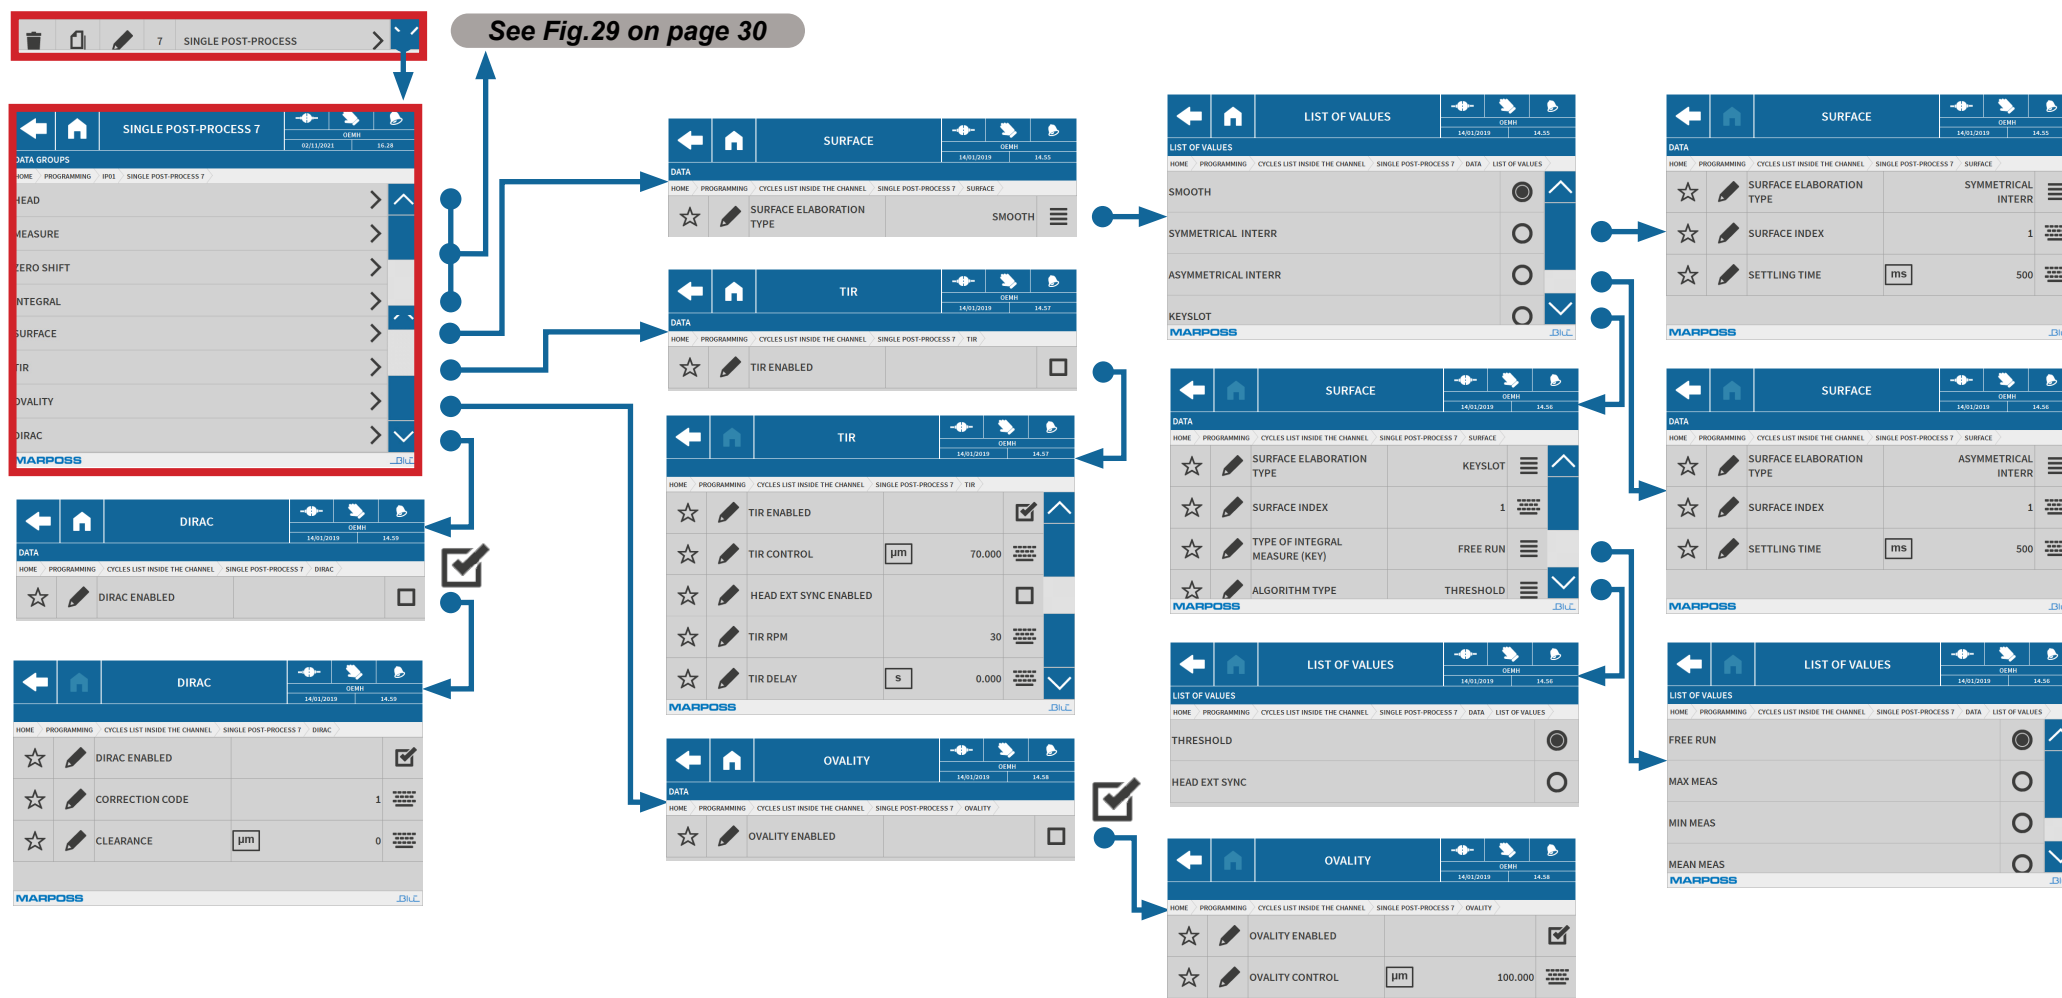 7 SINGLE POST-PROCESS
See Fig.29 on page 30
SINGLE POST-PROCESS 7
OEMH
02/11/2021 16.28
DATA GROUPS
HOME PROGRAMMING IP01 SINGLE POST-PROCESS 7
HEAD
MEASURE
ZERO SHIFT
INTEGRAL
SURFACE
TIR
OVALITY
DIRAC
MARPOSS
DIRAC
OEMH
14/01/2019 14.59
DATA
HOME PROGRAMMING CYCLES LIST INSIDE THE CHANNEL SINGLE POST-PROCESS 7 DIRAC
DIRAC ENABLED
DIRAC
OEMH
14/01/2019 14.59
HOME PROGRAMMING CYCLES LIST INSIDE THE CHANNEL SINGLE POST-PROCESS 7 DIRAC
DIRAC ENABLED
CORRECTION CODE 1
CLEARANCE µm 0
MARPOSS
SURFACE
OEMH
14/01/2019 14.55
DATA
HOME PROGRAMMING CYCLES LIST INSIDE THE CHANNEL SINGLE POST-PROCESS 7 SURFACE
SURFACE ELABORATION
TYPE
SMOOTH
TIR
OEMH
14/01/2019 14.57
DATA
HOME PROGRAMMING CYCLES LIST INSIDE THE CHANNEL SINGLE POST-PROCESS 7 TIR
TIR ENABLED
TIR
OEMH
14/01/2019 14.57
HOME PROGRAMMING CYCLES LIST INSIDE THE CHANNEL SINGLE POST-PROCESS 7 TIR
TIR ENABLED
TIR CONTROL µm 70.000
HEAD EXT SYNC ENABLED
TIR RPM 30
TIR DELAY s 0.000
MARPOSS
OVALITY
OEMH
14/01/2019 14.58
DATA
HOME PROGRAMMING CYCLES LIST INSIDE THE CHANNEL SINGLE POST-PROCESS 7 OVALITY
OVALITY ENABLED
LIST OF VALUES
OEMH
14/01/2019 14.55
LIST OF VALUES
HOME PROGRAMMING CYCLES LIST INSIDE THE CHANNEL SINGLE POST-PROCESS 7 DATA LIST OF VALUES
SMOOTH
SYMMETRICAL INTERR
ASYMMETRICAL INTERR
KEYSLOT
MARPOSS
SURFACE
OEMH
14/01/2019 14.56
DATA
HOME PROGRAMMING CYCLES LIST INSIDE THE CHANNEL SINGLE POST-PROCESS 7 SURFACE
SURFACE ELABORATION
TYPE
KEYSLOT
SURFACE INDEX 1
TYPE OF INTEGRAL
MEASURE (KEY)
FREE RUN
ALGORITHM TYPE THRESHOLD
MARPOSS
LIST OF VALUES
OEMH
14/01/2019 14.56
LIST OF VALUES
HOME PROGRAMMING CYCLES LIST INSIDE THE CHANNEL SINGLE POST-PROCESS 7 DATA LIST OF VALUES
THRESHOLD
HEAD EXT SYNC
OVALITY
OEMH
14/01/2019 14.58
HOME PROGRAMMING CYCLES LIST INSIDE THE CHANNEL SINGLE POST-PROCESS 7 OVALITY
OVALITY ENABLED
OVALITY CONTROL µm 100.000
SURFACE
OEMH
14/01/2019 14.55
DATA
HOME PROGRAMMING CYCLES LIST INSIDE THE CHANNEL SINGLE POST-PROCESS 7 SURFACE
SURFACE ELABORATION
TYPE
SYMMETRICAL
INTERR
SURFACE INDEX 1
SETTLING TIME ms 500
MARPOSS
SURFACE
OEMH
14/01/2019 14.56
DATA
HOME PROGRAMMING CYCLES LIST INSIDE THE CHANNEL SINGLE POST-PROCESS 7 SURFACE
SURFACE ELABORATION
TYPE
ASYMMETRICAL
INTERR
SURFACE INDEX 1
SETTLING TIME ms 500
MARPOSS
LIST OF VALUES
OEMH
14/01/2019 14.56
LIST OF VALUES
HOME PROGRAMMING CYCLES LIST INSIDE THE CHANNEL SINGLE POST-PROCESS 7 DATA LIST OF VALUES
FREE RUN
MAX MEAS
MIN MEAS
MEAN MEAS
MARPOSS